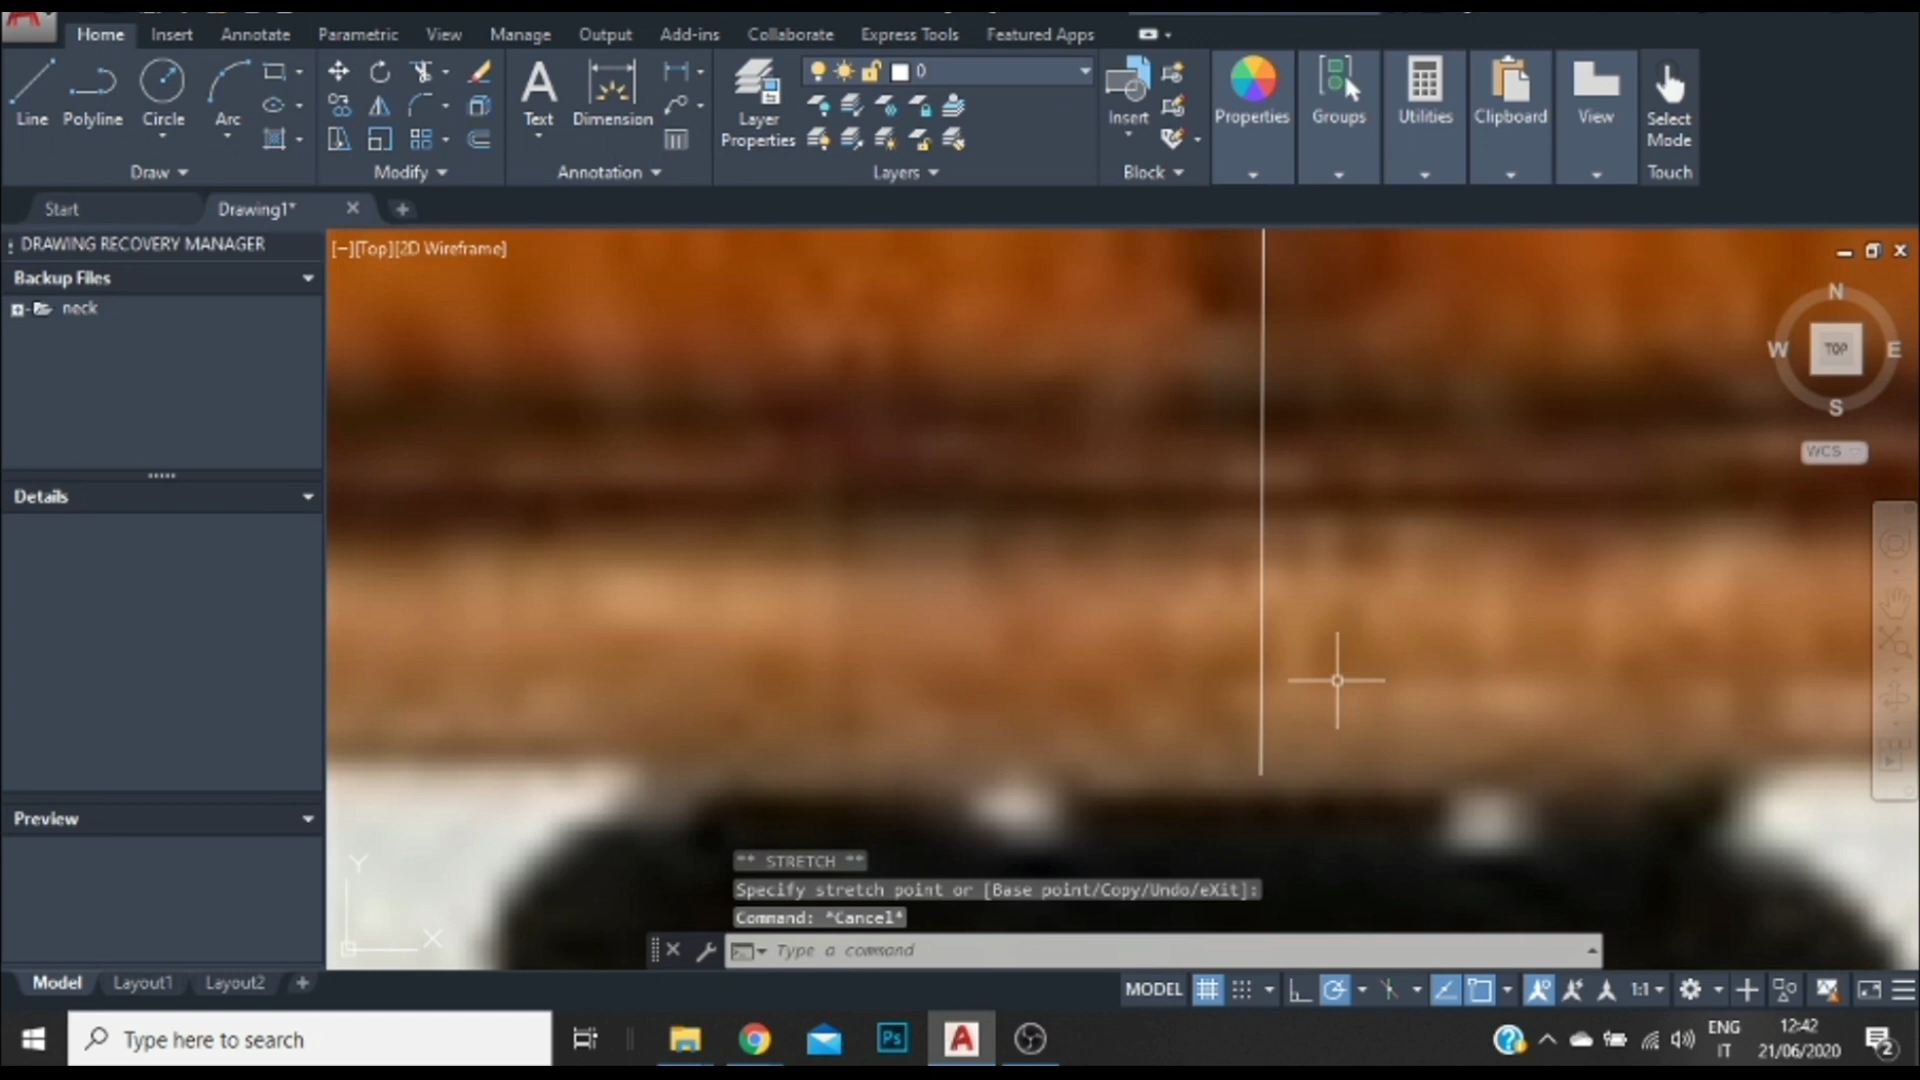 Home Insert Annotate Parametric View Manage Output Add-ins Collaborate Express Tools Featured Apps
0
Line Polyline Circle Arc Text Dimension Layer Properties Insert Properties Groups Utilities Clipboard View Select Mode
Draw Modify Annotation Layers Block Touch
Start Drawing1*
DRAWING RECOVERY MANAGER
Backup Files
neck
Details
Preview
[−][Top][2D Wireframe]
N
W TOP E
S
WCS
Y
X
** STRETCH **
Specify stretch point or [Base point/Copy/Undo/eXit]:
Command: *Cancel*
Type a command
Model Layout1 Layout2
MODEL 1:1
Type here to search
Ps
A
ENG
IT
12:42
21/06/2020
2